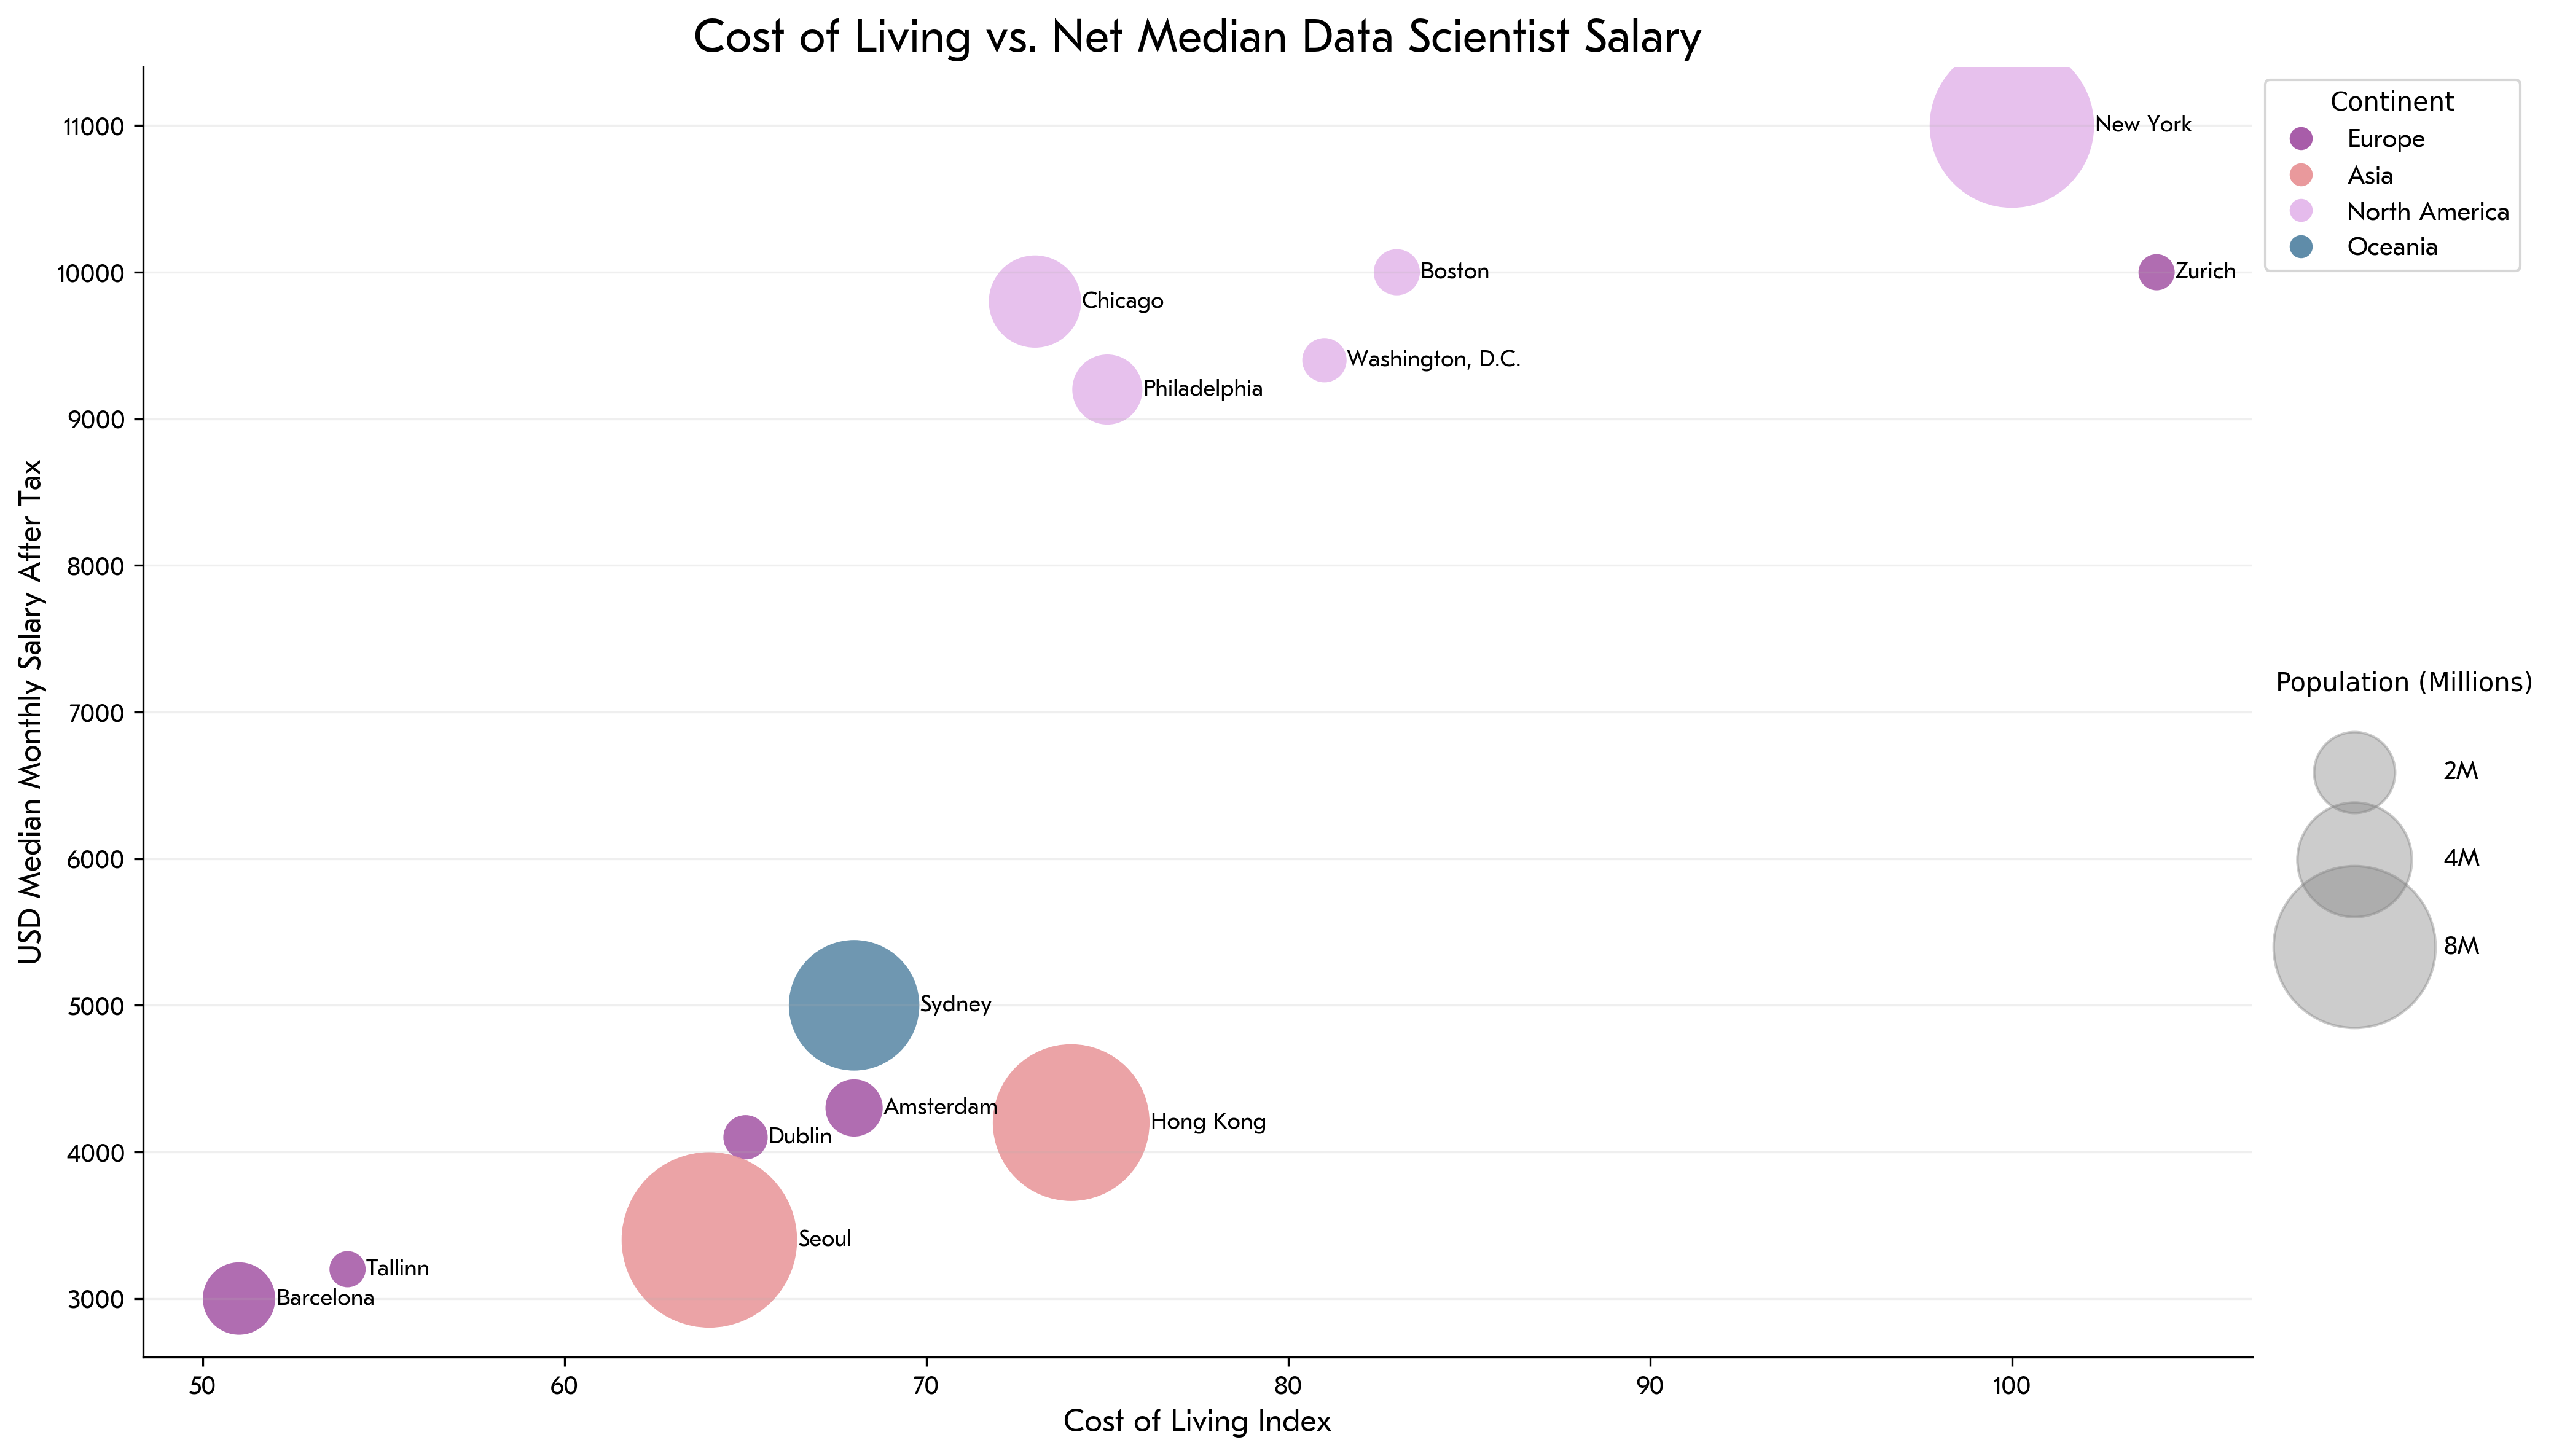 Cost of Living vs. Net Median Data Scientist Salary
USD Median Monthly Salary After Tax
11000
10000
9000
8000
7000
6000
5000
4000
3000
New York
Boston
Zurich
Chicago
Washington, D.C.
Philadelphia
Sydney
Amsterdam
Hong Kong
Dublin
Seoul
Tallinn
Barcelona
50
60
70
80
90
100
Cost of Living Index
Continent
Europe
Asia
North America
Oceania
Population (Millions)
2M
4M
8M